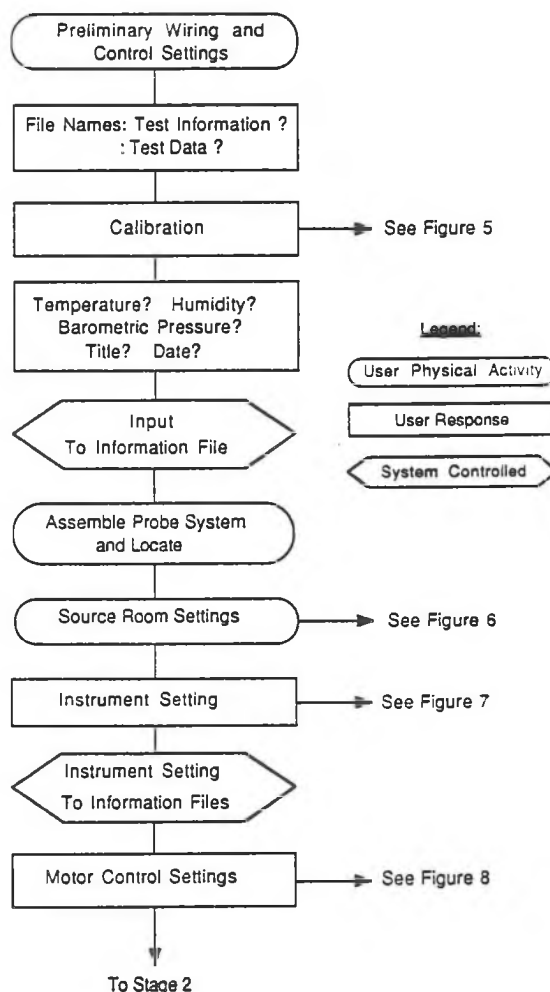 Preliminary Wiring and
Control Settings
File Names: Test Information ?
: Test Data ?
Calibration
See Figure 5
Temperature? Humidity?
Barometric Pressure?
Title? Date?
Legend:
User Physical Activity
User Response
System Controlled
Input
To Information File
Assemble Probe System
and Locate
Source Room Settings
See Figure 6
Instrument Setting
See Figure 7
Instrument Setting
To Information Files
Motor Control Settings
See Figure 8
To Stage 2